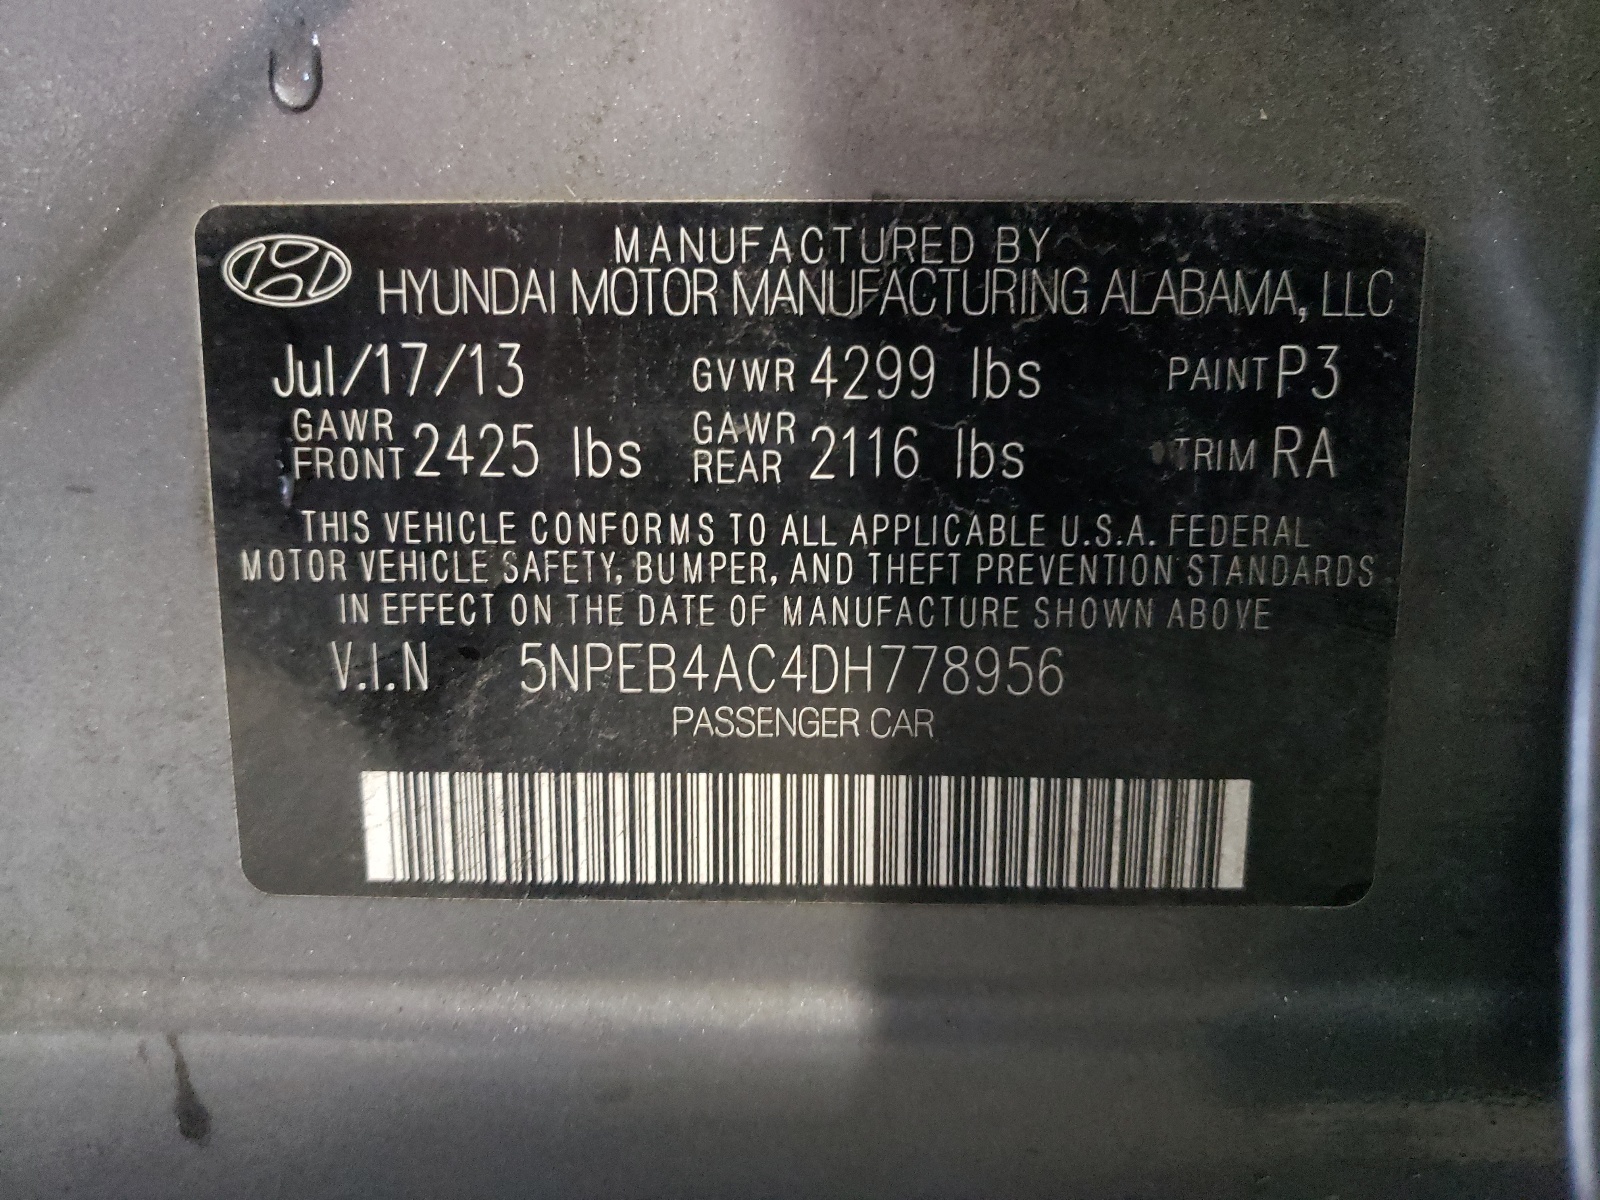 MANUFACTURED BY
HYUNDAI MOTOR MANUFACTURING ALABAMA, LLC
Jul/17/13 GVWR 4299 lbs PAINT P3
GAWR FRONT 2425 lbs GAWR REAR 2116 lbs TRIM RA
THIS VEHICLE CONFORMS TO ALL APPLICABLE U.S.A. FEDERAL
MOTOR VEHICLE SAFETY, BUMPER, AND THEFT PREVENTION STANDARDS
IN EFFECT ON THE DATE OF MANUFACTURE SHOWN ABOVE
V.I.N 5NPEB4AC4DH778956
PASSENGER CAR